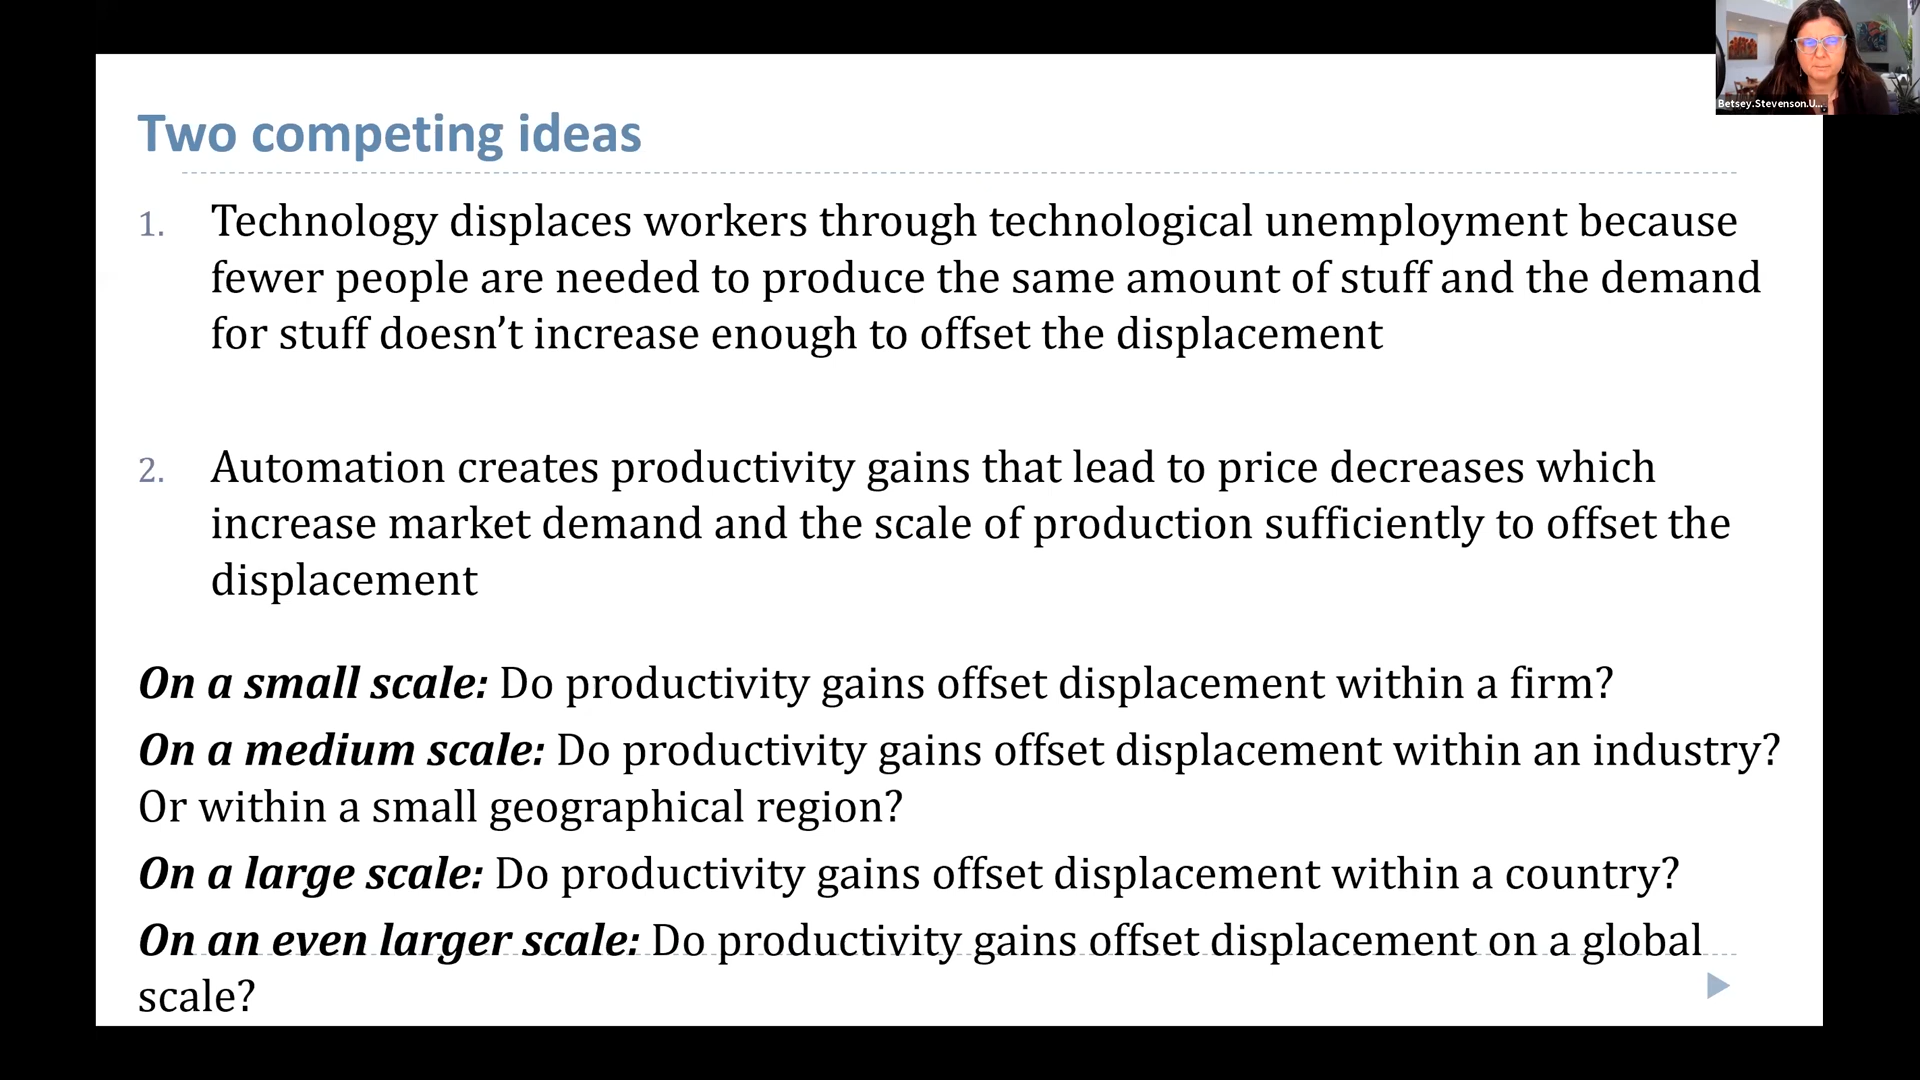 Betsey.Stevenson.U...
Two competing ideas
1. Technology displaces workers through technological unemployment because
fewer people are needed to produce the same amount of stuff and the demand
for stuff doesn’t increase enough to offset the displacement
2. Automation creates productivity gains that lead to price decreases which
increase market demand and the scale of production sufficiently to offset the
displacement
On a small scale: Do productivity gains offset displacement within a firm?
On a medium scale: Do productivity gains offset displacement within an industry?
Or within a small geographical region?
On a large scale: Do productivity gains offset displacement within a country?
On an even larger scale: Do productivity gains offset displacement on a global
scale?